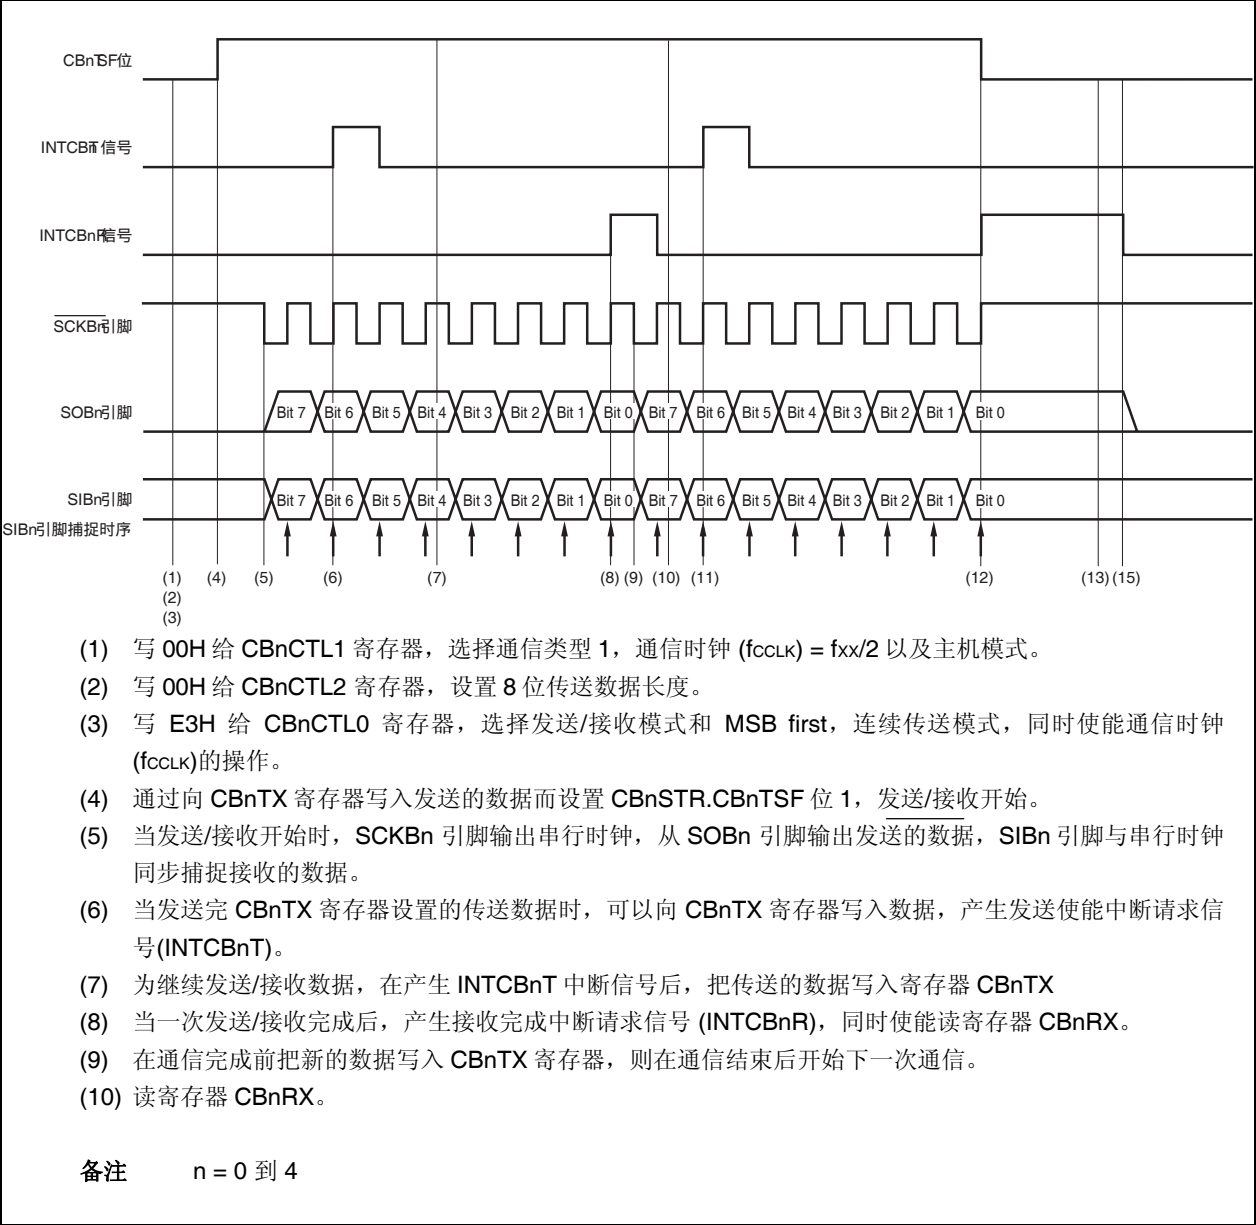 CBnTSF位
INTCBnT信号
INTCBnR信号
SCKBn引脚
SOBn引脚
Bit 7 Bit 6 Bit 5 Bit 4 Bit 3 Bit 2 Bit 1 Bit 0 Bit 7 Bit 6 Bit 5 Bit 4 Bit 3 Bit 2 Bit 1 Bit 0
SIBn引脚
Bit 7 Bit 6 Bit 5 Bit 4 Bit 3 Bit 2 Bit 1 Bit 0 Bit 7 Bit 6 Bit 5 Bit 4 Bit 3 Bit 2 Bit 1 Bit 0
SIBn引脚捕捉时序
(1) (4) (5) (6) (7) (8) (9) (10) (11) (12) (13) (15)
(2)
(3)
(1) 写 00H 给 CBnCTL1 寄存器，选择通信类型 1，通信时钟 (fCCLK) = fXX/2 以及主机模式。
(2) 写 00H 给 CBnCTL2 寄存器，设置 8 位传送数据长度。
(3) 写 E3H 给 CBnCTL0 寄存器，选择发送/接收模式和 MSB first，连续传送模式，同时使能通信时钟
(fCCLK)的操作。
(4) 通过向 CBnTX 寄存器写入发送的数据而设置 CBnSTR.CBnTSF 位 1，发送/接收开始。
(5) 当发送/接收开始时，SCKBn 引脚输出串行时钟，从 SOBn 引脚输出发送的数据，SIBn 引脚与串行时钟
同步捕捉接收的数据。
(6) 当发送完 CBnTX 寄存器设置的传送数据时，可以向 CBnTX 寄存器写入数据，产生发送使能中断请求信
号(INTCBnT)。
(7) 为继续发送/接收数据，在产生 INTCBnT 中断信号后，把传送的数据写入寄存器 CBnTX
(8) 当一次发送/接收完成后，产生接收完成中断请求信号 (INTCBnR)，同时使能读寄存器 CBnRX。
(9) 在通信完成前把新的数据写入 CBnTX 寄存器，则在通信结束后开始下一次通信。
(10) 读寄存器 CBnRX。
备注 n = 0 到 4